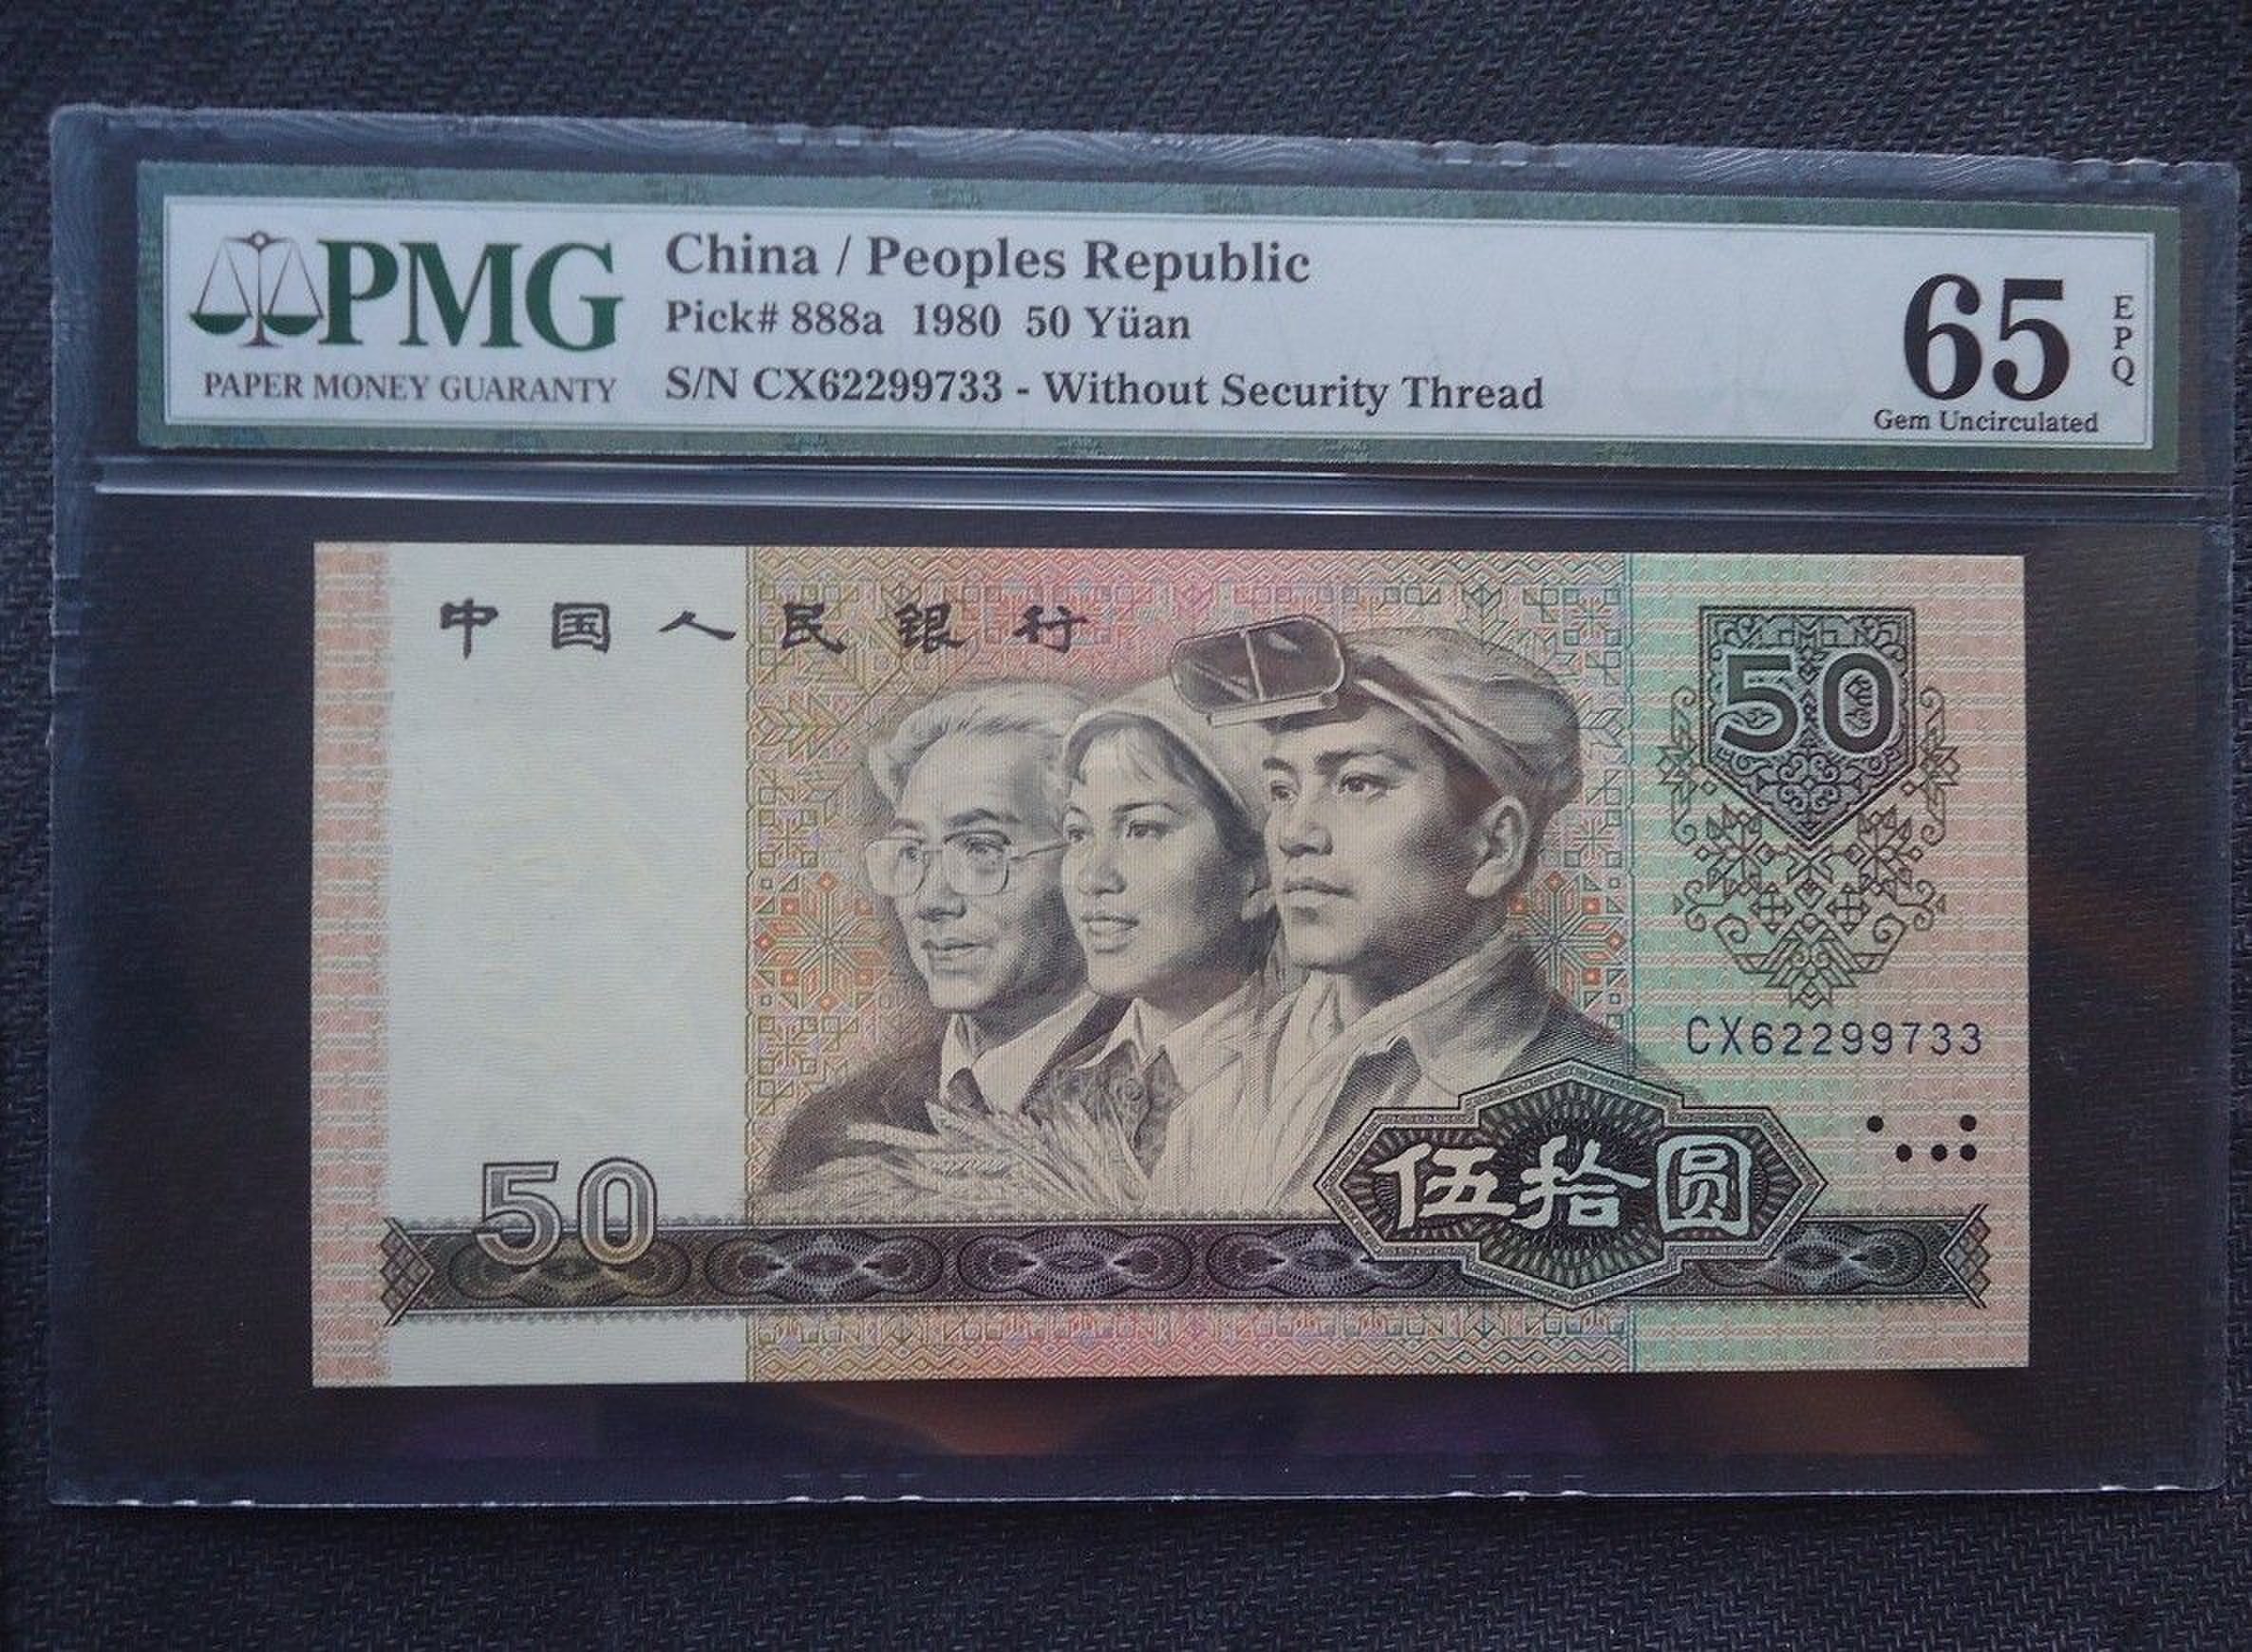 PMG
PAPER MONEY GUARANTY
China / Peoples Republic
Pick# 888a 1980 50 Yüan
S/N CX62299733 - Without Security Thread
65
EPQ
Gem Uncirculated
中国人民银行
50
CX62299733
50
伍拾圆